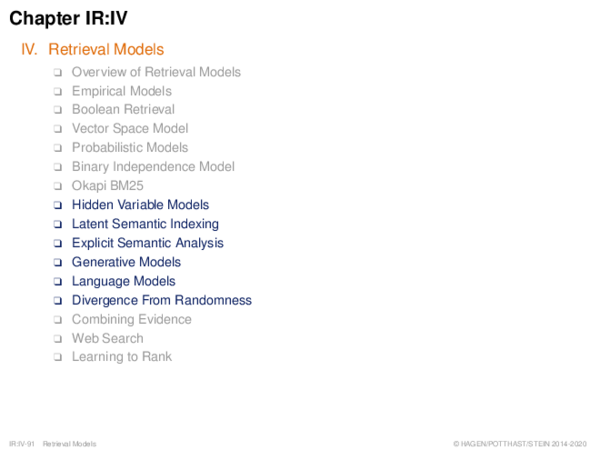 Chapter IR:IV
IV. Retrieval Models
❑ Overview of Retrieval Models
❑ Empirical Models
❑ Boolean Retrieval
❑ Vector Space Model
❑ Probabilistic Models
❑ Binary Independence Model
❑ Okapi BM25
❑ Hidden Variable Models
❑ Latent Semantic Indexing
❑ Explicit Semantic Analysis
❑ Generative Models
❑ Language Models
❑ Divergence From Randomness
❑ Combining Evidence
❑ Web Search
❑ Learning to Rank
IR:IV-91 Retrieval Models © HAGEN/POTTHAST/STEIN 2014-2020